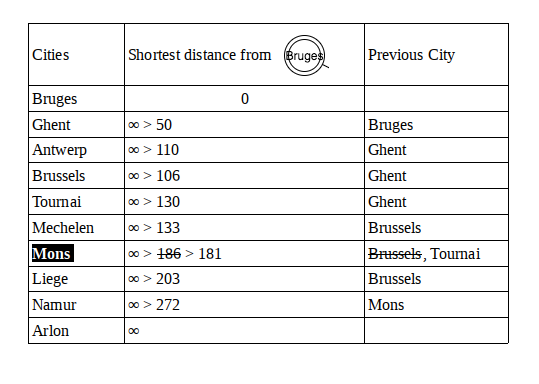 Cities Shortest distance from Bruges Previous City
Bruges 0
Ghent ∞ > 50 Bruges
Antwerp ∞ > 110 Ghent
Brussels ∞ > 106 Ghent
Tournai ∞ > 130 Ghent
Mechelen ∞ > 133 Brussels
Mons ∞ > 186 > 181 Brussels, Tournai
Liege ∞ > 203 Brussels
Namur ∞ > 272 Mons
Arlon ∞